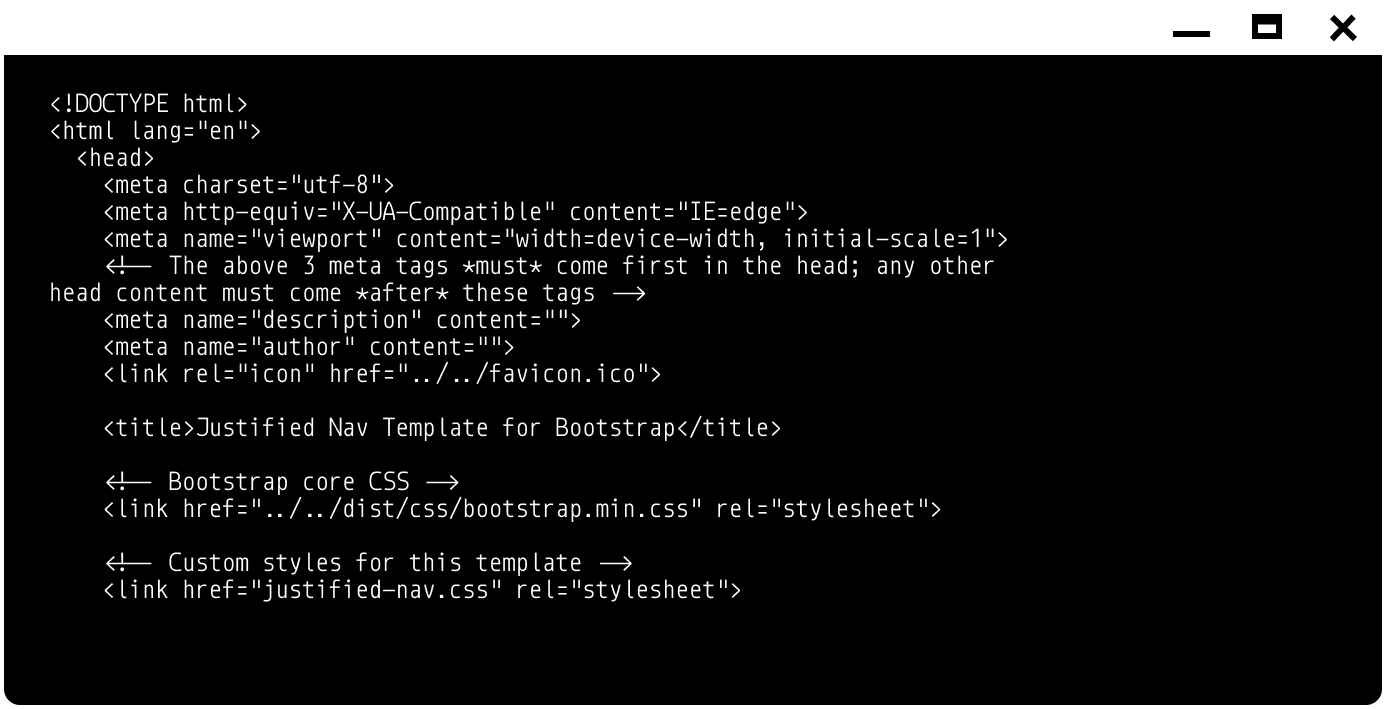 <!DOCTYPE html>
<html lang="en">
  <head>
    <meta charset="utf-8">
    <meta http-equiv="X-UA-Compatible" content="IE=edge">
    <meta name="viewport" content="width=device-width, initial-scale=1">
    <!-- The above 3 meta tags *must* come first in the head; any other
head content must come *after* these tags -->
    <meta name="description" content="">
    <meta name="author" content="">
    <link rel="icon" href="../../favicon.ico">

    <title>Justified Nav Template for Bootstrap</title>

    <!-- Bootstrap core CSS -->
    <link href="../../dist/css/bootstrap.min.css" rel="stylesheet">

    <!-- Custom styles for this template -->
    <link href="justified-nav.css" rel="stylesheet">